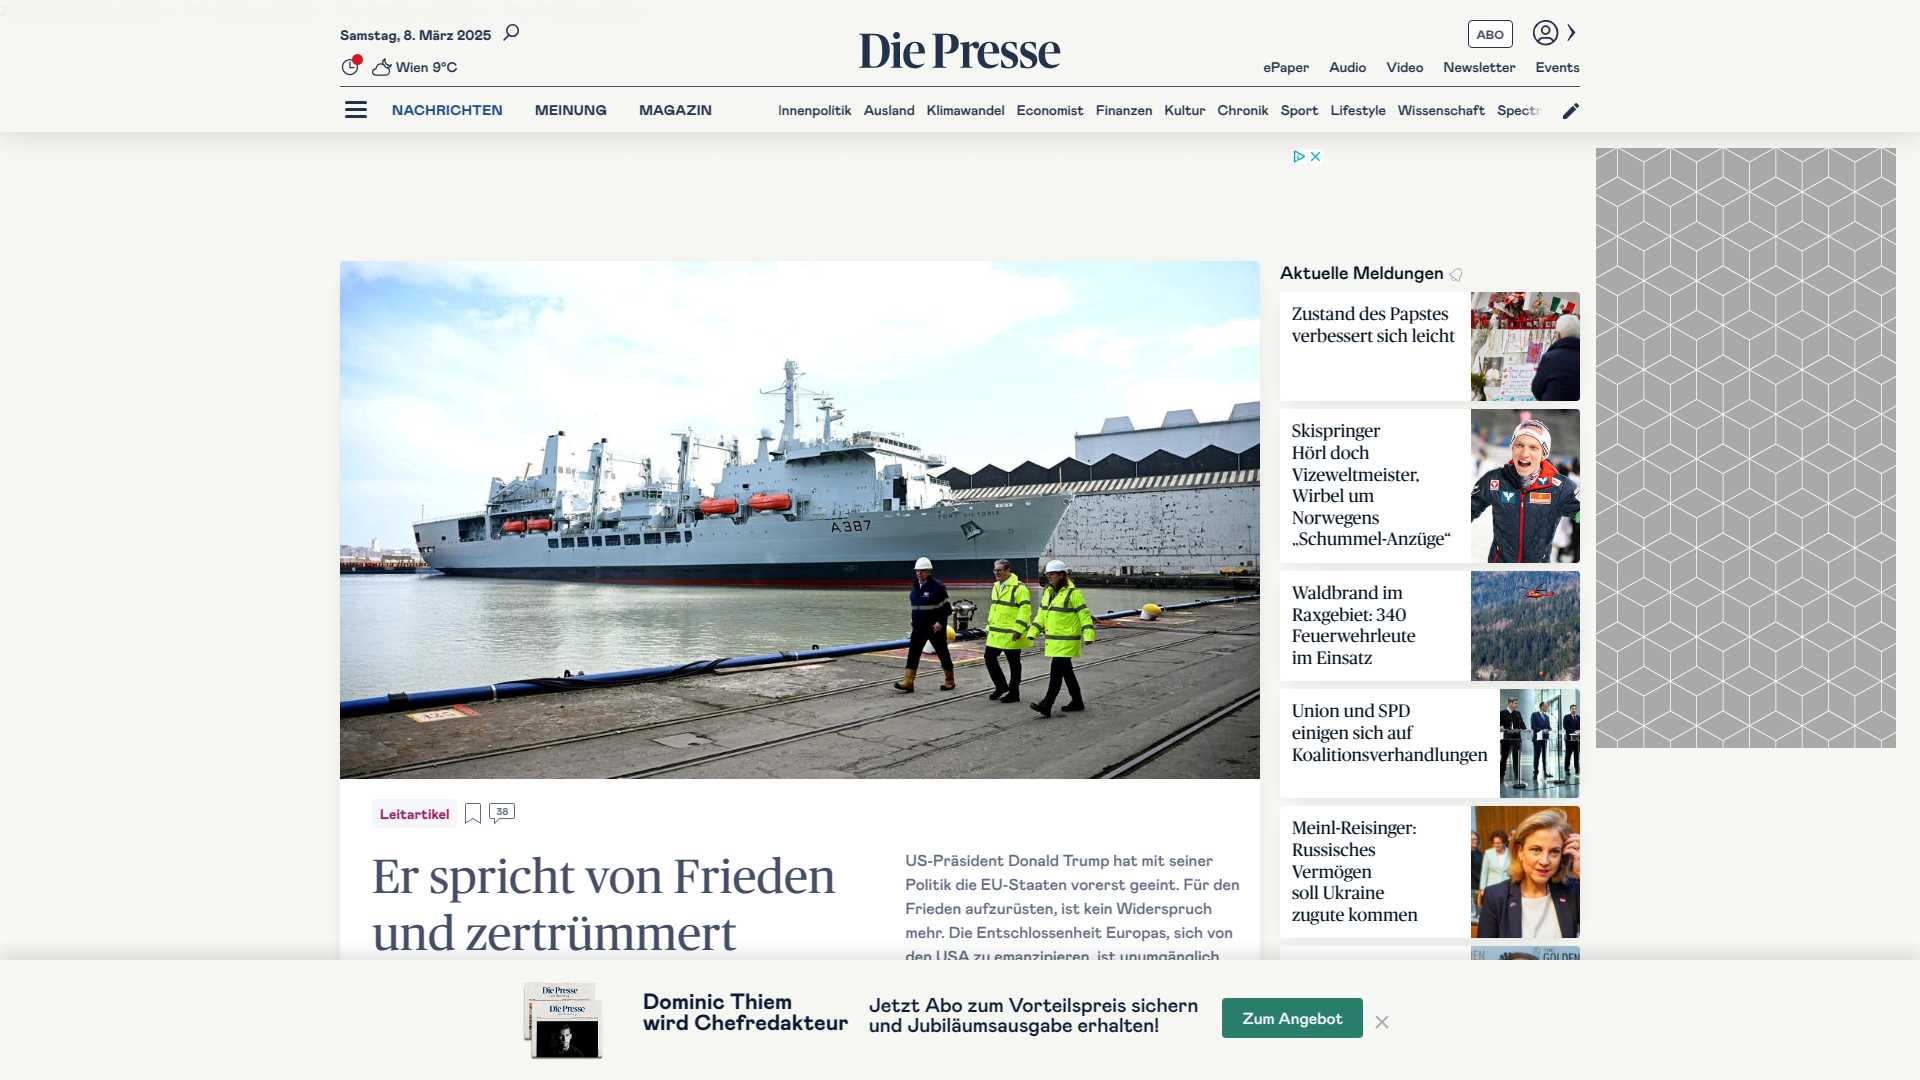 Samstag, 8. März 2025
Die Presse
ABO
Wien 9°C
ePaper Audio Video Newsletter Events
NACHRICHTEN MEINUNG MAGAZIN
Innenpolitik Ausland Klimawandel Economist Finanzen Kultur Chronik Sport Lifestyle Wissenschaft Spectr
A387
FORT VICTORIA
Leitartikel
38
Er spricht von Frieden
und zertrümmert
US-Präsident Donald Trump hat mit seiner
Politik die EU-Staaten vorerst geeint. Für den
Frieden aufzurüsten, ist kein Widerspruch
mehr. Die Entschlossenheit Europas, sich von
den USA zu emanzipieren, ist unumgänglich
Aktuelle Meldungen
Zustand des Papstes
verbessert sich leicht
Skispringer
Hörl doch
Vizeweltmeister,
Wirbel um
Norwegens
„Schummel-Anzüge“
Waldbrand im
Raxgebiet: 340
Feuerwehrleute
im Einsatz
Union und SPD
einigen sich auf
Koalitionsverhandlungen
Meinl-Reisinger:
Russisches
Vermögen
soll Ukraine
zugute kommen
GOLDEN
Die Presse
Die Presse
Dominic Thiem
wird Chefredakteur
Jetzt Abo zum Vorteilspreis sichern
und Jubiläumsausgabe erhalten!
Zum Angebot